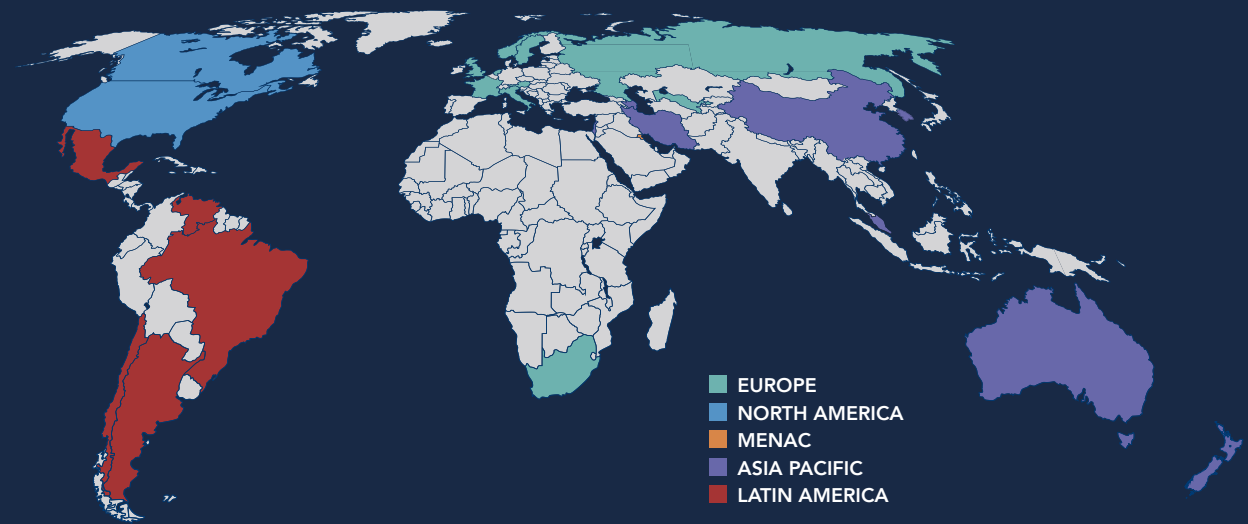 EUROPE
NORTH AMERICA
MENAC
ASIA PACIFIC
LATIN AMERICA